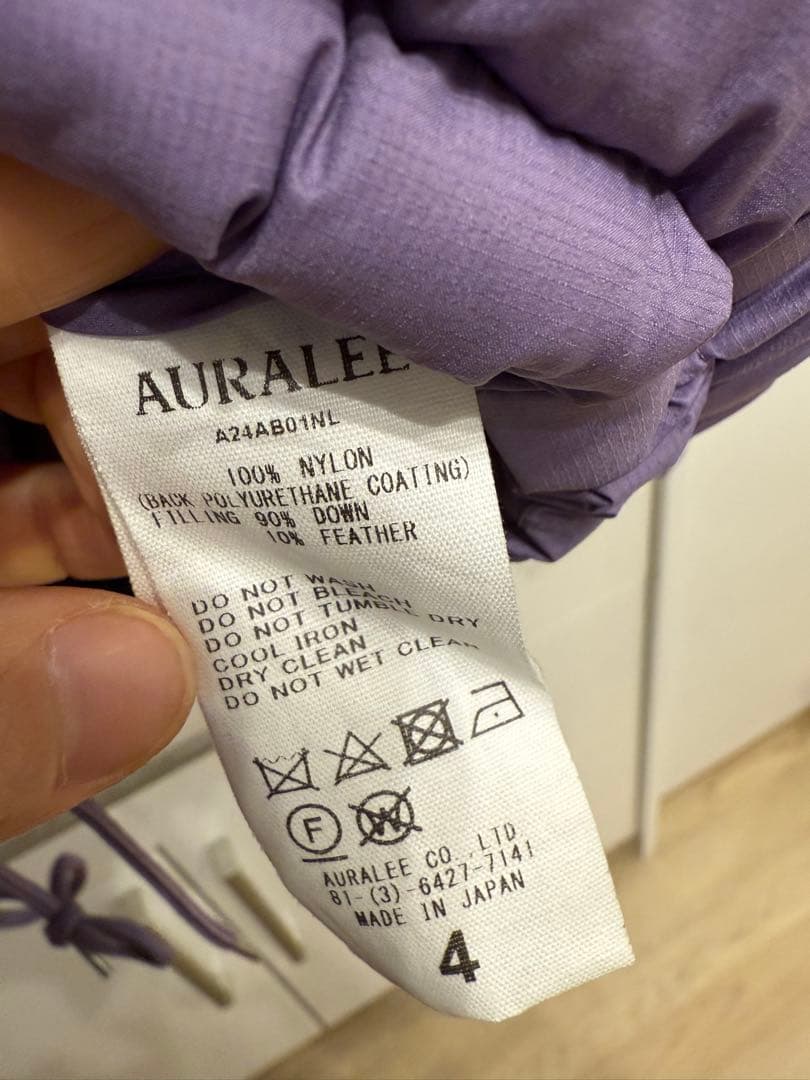 AURALEE
A24AB01NL
100% NYLON
(BACK POLYURETHANE COATING)
FILLING 90% DOWN
10% FEATHER
DO NOT WASH
DO NOT BLEACH
DO NOT TUMBLE DRY
COOL IRON
DRY CLEAN
DO NOT WET CLEAN
F W
AURALEE CO.,LTD.
81-(3)-6427-7141
MADE IN JAPAN
4